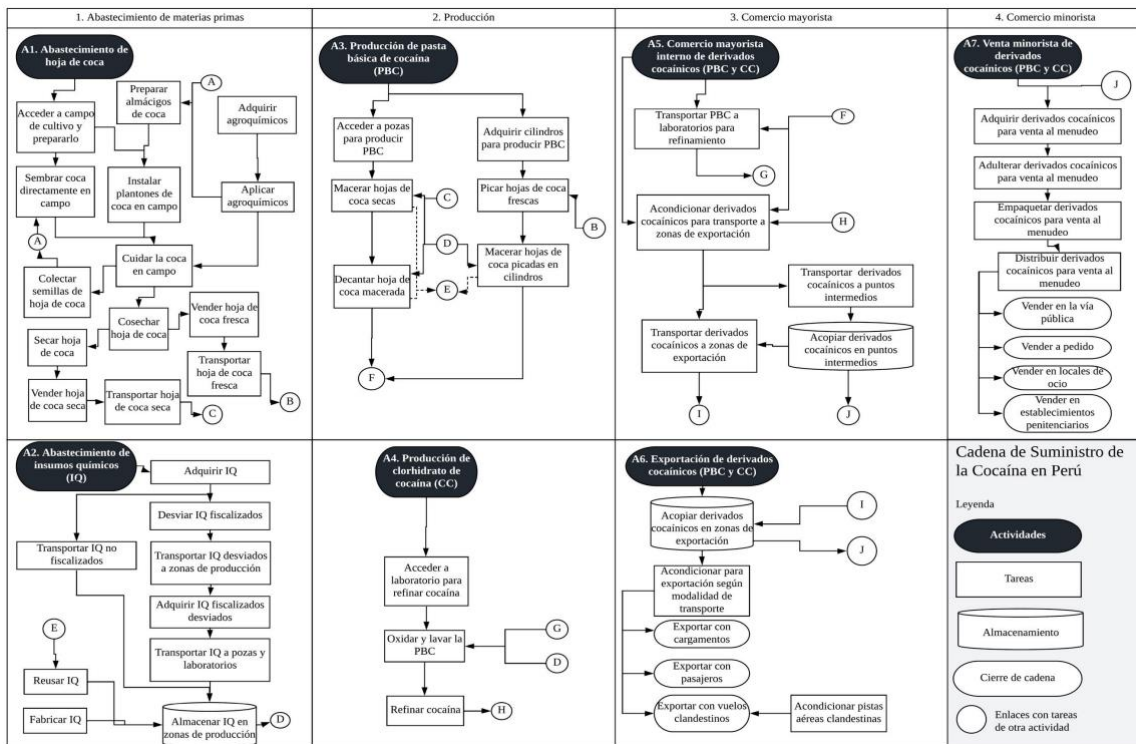 1. Abastecimiento de materias primas
2. Producción
3. Comercio mayorista
4. Comercio minorista
A1. Abastecimiento de
hoja de coca
A
Preparar
almácigos
de coca
Adquirir
agroquímicos
Acceder a campo
de cultivo y
prepararlo
Sembrar coca
directamente en
campo
Instalar
plantones de
coca en campo
Aplicar
agroquímicos
A
Cuidar la coca
en campo
Colectar
semillas de
hoja de coca
Cosechar
hoja de coca
Vender hoja de
coca fresca
Secar hoja
de coca
Transportar
hoja de coca
fresca
B
Vender hoja
de coca seca
Transportar hoja
de coca seca
C
A3. Producción de pasta
básica de cocaína
(PBC)
Acceder a pozas
para producir
PBC
Adquirir cilindros
para producir PBC
Macerar hojas de
coca secas
C
Picar hojas de coca
frescas
B
D
Macerar hojas de
coca picadas en
cilindros
Decantar hoja de
coca macerada
E
F
A5. Comercio mayorista
interno de derivados
cocaínicos (PBC y CC)
Transportar PBC a
laboratorios para
refinamiento
F
G
Acondicionar derivados
cocaínicos para transporte a
zonas de exportación
H
Transportar derivados
cocaínicos a puntos
intermedios
Transportar derivados
cocaínicos a zonas de
exportación
Acopiar derivados
cocaínicos en puntos
intermedios
I
J
A7. Venta minorista de
derivados
cocaínicos (PBC y CC)
J
Adquirir derivados cocaínicos
para venta al menudeo
Adulterar derivados cocaínicos
para venta al menudeo
Empaquetar derivados
cocaínicos para venta al
menudeo
Distribuir derivados
cocaínicos para venta al
menudeo
Vender en la vía
pública
Vender a pedido
Vender en locales de
ocio
Vender en
establecimientos
penitenciarios
A2. Abastecimiento de
insumos químicos
(IQ)
Adquirir IQ
Desviar IQ fiscalizados
Transportar IQ no
fiscalizados
Transportar IQ desviados
a zonas de producción
Adquirir IQ fiscalizados
desviados
E
Transportar IQ a pozas y
laboratorios
Reusar IQ
Fabricar IQ
Almacenar IQ en
zonas de producción
D
A4. Producción de
clorhidrato de
cocaína (CC)
Acceder a
laboratorio para
refinar cocaína
Oxidar y lavar la
PBC
G
D
Refinar cocaína
H
A6. Exportación de derivados
cocaínicos (PBC y CC)
Acopiar derivados
cocaínicos en zonas de
exportación
I
J
Acondicionar para
exportación según
modalidad de
transporte
Exportar con
cargamentos
Exportar con
pasajeros
Exportar con vuelos
clandestinos
Acondicionar pistas
aéreas clandestinas
Cadena de Suministro de
la Cocaína en Perú
Leyenda
Actividades
Tareas
Almacenamiento
Cierre de cadena
Enlaces con tareas
de otra actividad